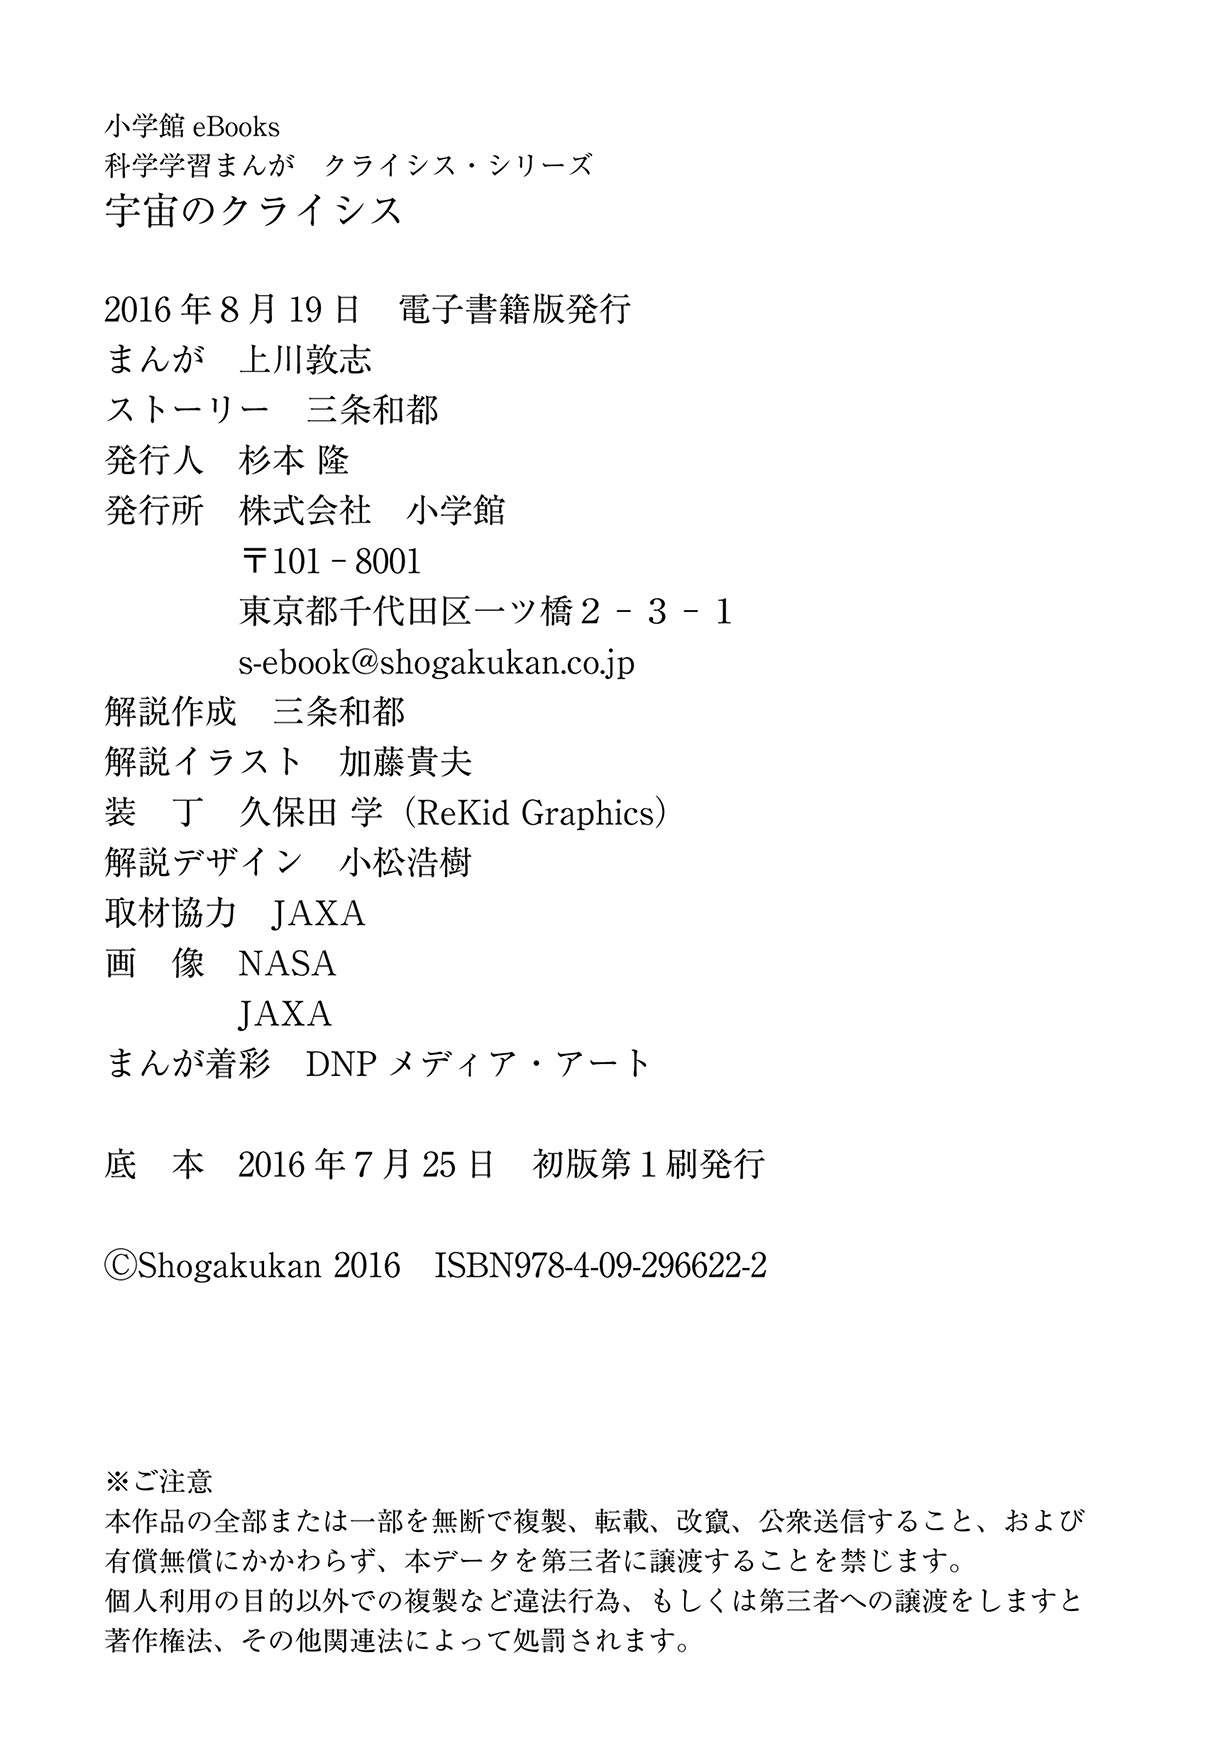 小学館 eBooks
科学学習まんが　クライシス・シリーズ
宇宙のクライシス
2016 年８月 19 日　電子書籍版発行
まんが　上川敦志
ストーリー　三条和都
発行人　杉本 隆
発行所　株式会社　小学館
〒101－8001
東京都千代田区一ツ橋２－３－１
s-ebook@shogakukan.co.jp
解説作成　三条和都
解説イラスト　加藤貴夫
装　丁　久保田 学（ReKid Graphics）
解説デザイン　小松浩樹
取材協力　JAXA
画　像　NASA
JAXA
まんが着彩　DNP メディア・アート
底　本　2016 年７月 25 日　初版第１刷発行
ⒸShogakukan 2016　ISBN978-4-09-296622-2
※ご注意
本作品の全部または一部を無断で複製、転載、改竄、公衆送信すること、および
有償無償にかかわらず、本データを第三者に譲渡することを禁じます。
個人利用の目的以外での複製など違法行為、もしくは第三者への譲渡をしますと
著作権法、その他関連法によって処罰されます。